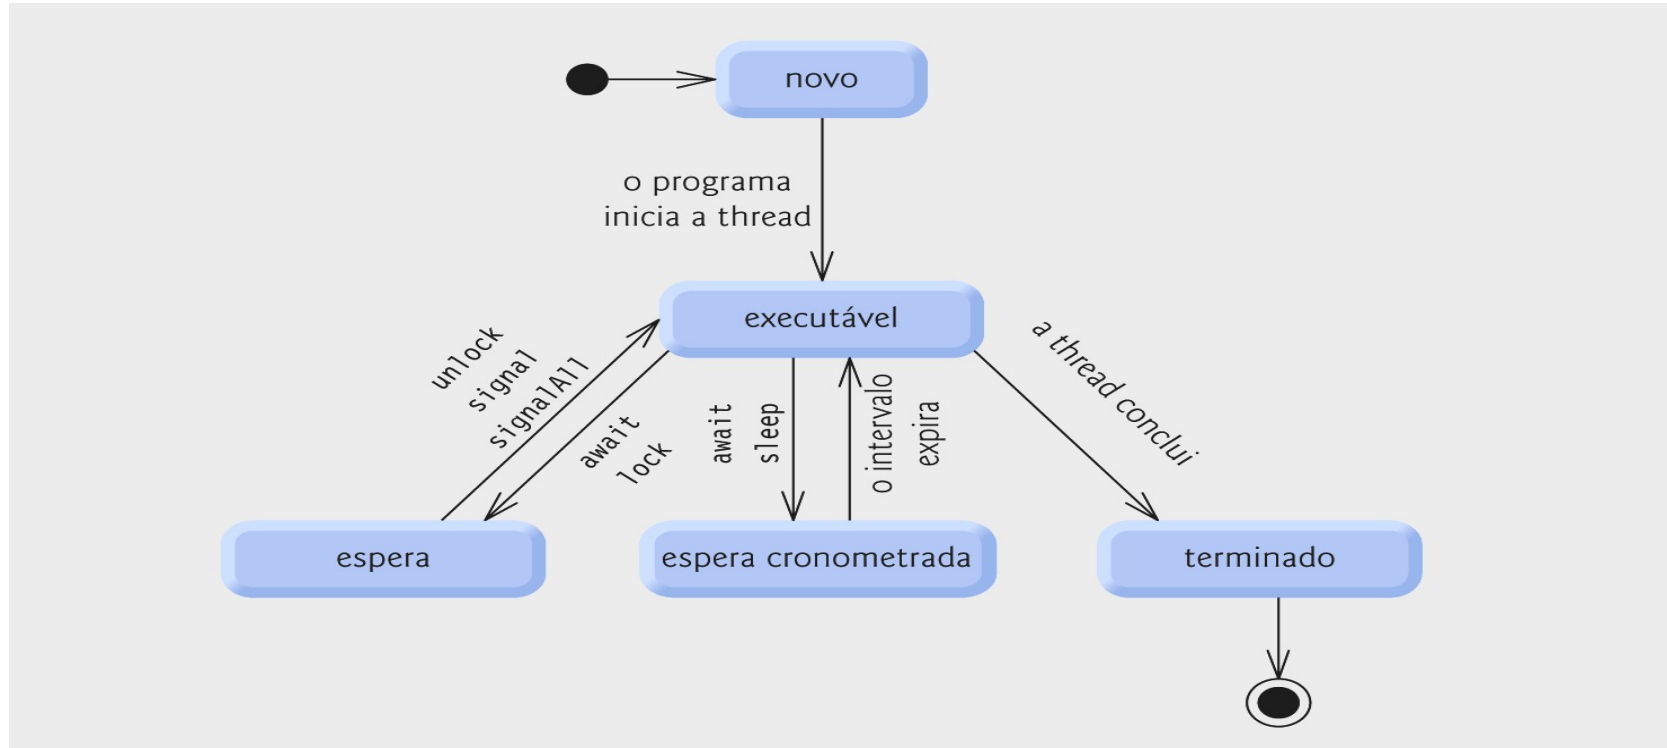 novo
o programa
inicia a thread
executável
unlock
signal
signalAll
await
lock
await
sleep
o intervalo
expira
a thread conclui
espera
espera cronometrada
terminado